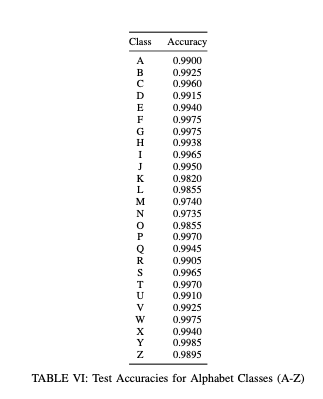 Class Accuracy
A 0.9900
B 0.9925
C 0.9960
D 0.9915
E 0.9940
F 0.9975
G 0.9975
H 0.9938
I 0.9965
J 0.9950
K 0.9820
L 0.9855
M 0.9740
N 0.9735
O 0.9855
P 0.9970
Q 0.9945
R 0.9905
S 0.9965
T 0.9970
U 0.9910
V 0.9925
W 0.9975
X 0.9940
Y 0.9985
Z 0.9895
TABLE VI: Test Accuracies for Alphabet Classes (A-Z)